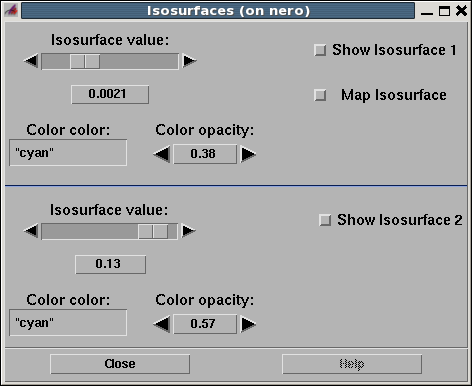 Isosurfaces (on nero)
Isosurface value:
Show Isosurface 1
0.0021
Map Isosurface
Color color: Color opacity:
"cyan" 0.38
Isosurface value:
Show Isosurface 2
0.13
Color color: Color opacity:
"cyan" 0.57
Close Help